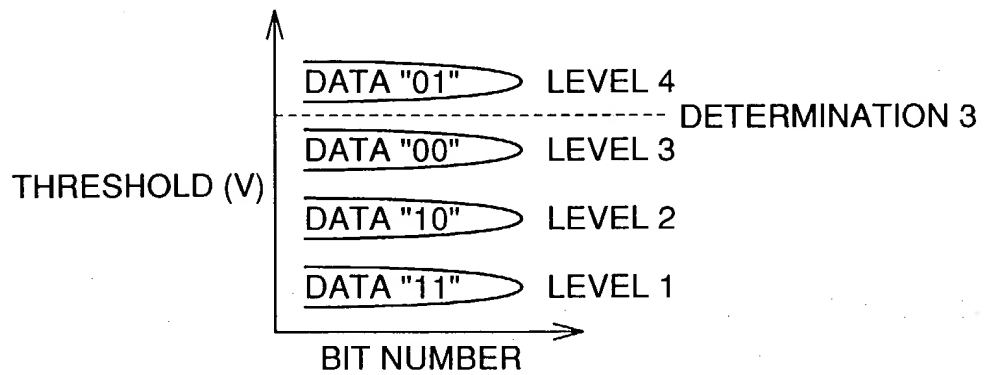 DATA "01" LEVEL 4
DETERMINATION 3
DATA "00" LEVEL 3
THRESHOLD (V)
DATA "10" LEVEL 2
DATA "11" LEVEL 1
BIT NUMBER